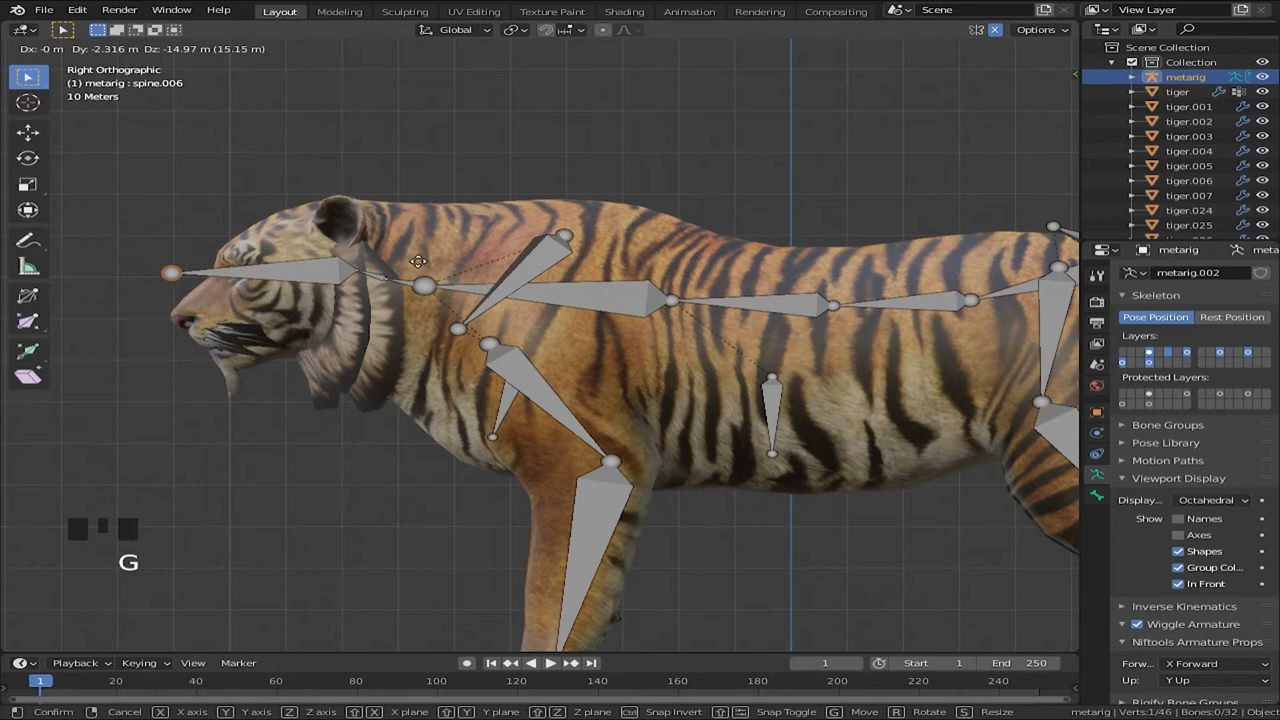 File Edit Render Window Help Layout Modeling Sculpting UV Editing Texture Paint Shading Animation Rendering Compositing Scene View Layer
Global Options
Dx: -0 m Dy: -2.316 m Dz: -14.97 m (15.15 m)
Right Orthographic
(1) metarig : spine.006
10 Meters
G
Scene Collection
Collection
metarig
tiger
tiger.001
tiger.002
tiger.003
tiger.004
tiger.005
tiger.006
tiger.007
tiger.024
tiger.025
metarig
metarig.002
Skeleton
Pose Position Rest Position
Layers:
Protected Layers:
Bone Groups
Pose Library
Motion Paths
Viewport Display
Display... Octahedral
Show Names
Axes
Shapes
Group Col...
In Front
Inverse Kinematics
Wiggle Armature
Niftools Armature Props
Forw... X Forward
Up: Y Up
Playback Keying View Marker 1 Start 1 End 250
1 20 40 60 80 100 120 140 160 180 200 220 240
Confirm Cancel X X axis Y Y axis Z Z axis X X plane Y Y plane Z Z plane Ctrl Snap Invert Snap Toggle G Move R Rotate S Resize metarig | Verts:1/46 | Bones:0/32 | Object